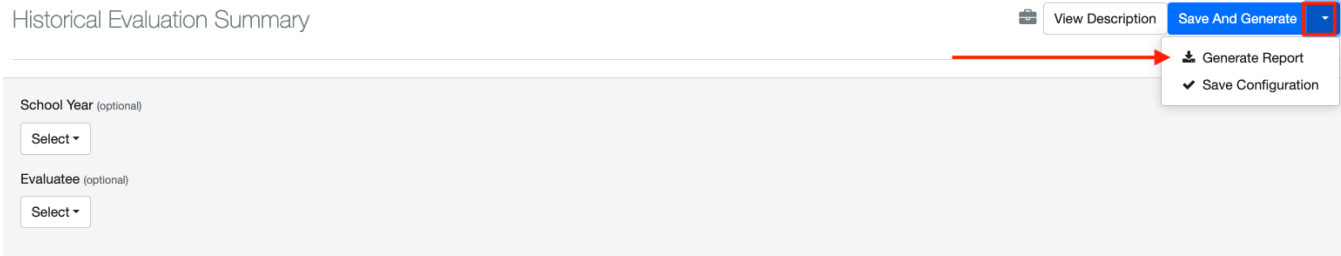 Historical Evaluation Summary
View Description
Save And Generate
Generate Report
Save Configuration
School Year (optional)
Select
Evaluatee (optional)
Select